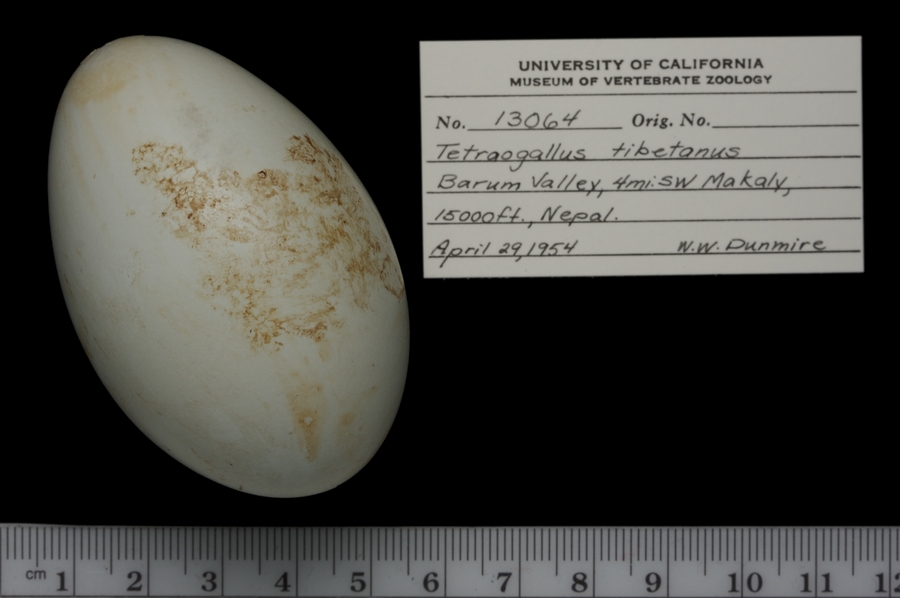 UNIVERSITY OF CALIFORNIA
MUSEUM OF VERTEBRATE ZOOLOGY
No. 13064 Orig. No.
Tetraogallus tibetanus
Barum Valley, 4mi. SW Makaly,
15000ft., Nepal.
April 29, 1954 W.W. Dunmire
cm 1 2 3 4 5 6 7 8 9 10 11 12